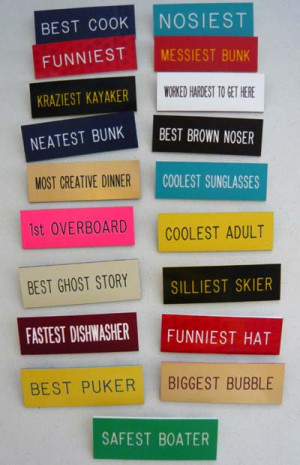 BEST COOK
NOSIEST
FUNNIEST
MESSIEST BUNK
KRAZIEST KAYAKER
WORKED HARDEST TO GET HERE
NEATEST BUNK
BEST BROWN NOSER
MOST CREATIVE DINNER
COOLEST SUNGLASSES
1st OVERBOARD
COOLEST ADULT
BEST GHOST STORY
SILLIEST SKIER
FASTEST DISHWASHER
FUNNIEST HAT
BEST PUKER
BIGGEST BUBBLE
SAFEST BOATER